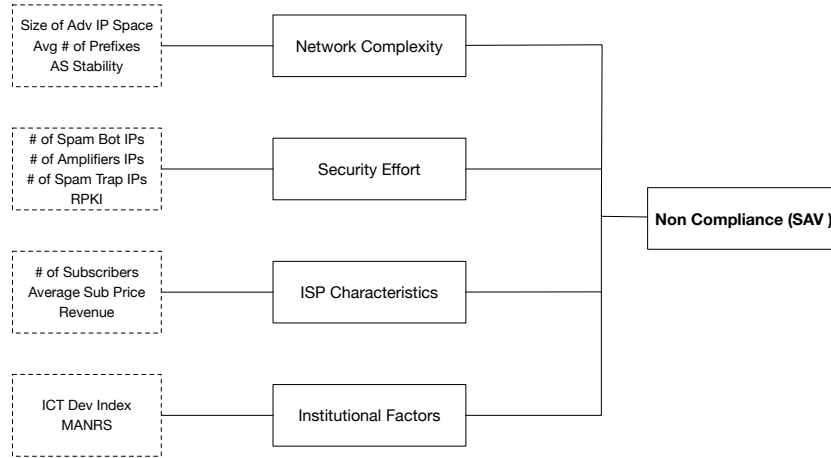 Size of Adv IP Space
Avg # of Prefixes
AS Stability
Network Complexity
# of Spam Bot IPs
# of Amplifiers IPs
# of Spam Trap IPs
RPKI
Security Effort
Non Compliance (SAV )
# of Subscribers
Average Sub Price
Revenue
ISP Characteristics
ICT Dev Index
MANRS
Institutional Factors